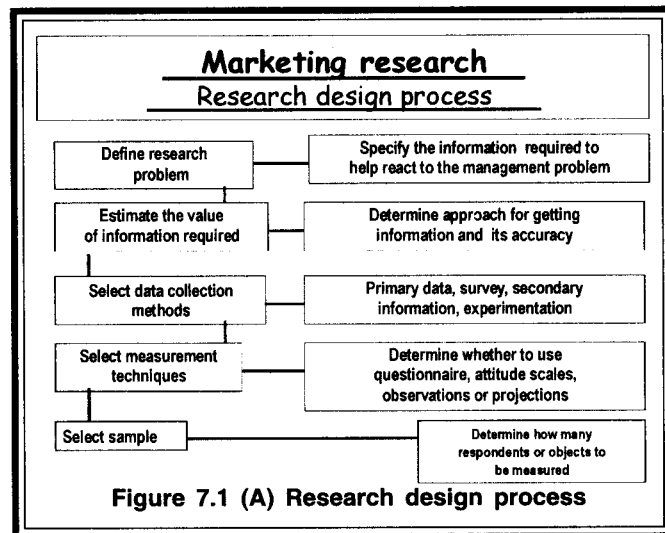 Marketing research
Research design process
Define research
problem
Specify the information required to
help react to the management problem
Estimate the value
of information required
Determine approach for getting
information and its accuracy
Select data collection
methods
Primary data, survey, secondary
information, experimentation
Select measurement
techniques
Determine whether to use
questionnaire, attitude scales,
observations or projections
Select sample
Determine how many
respondents or objects to
be measured
Figure 7.1 (A) Research design process